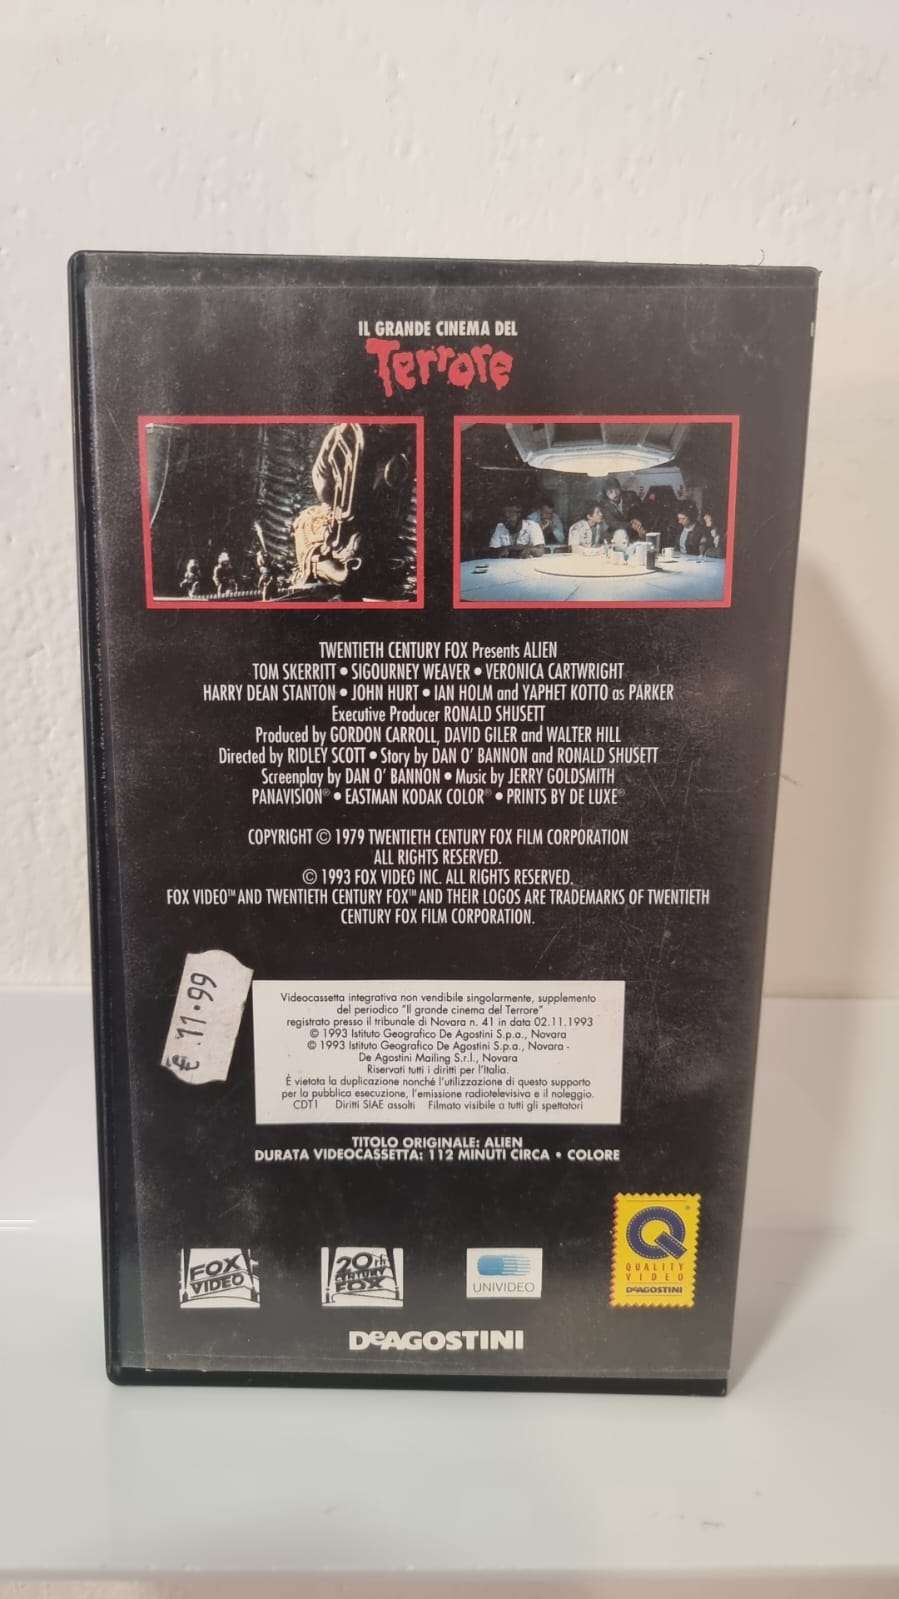 IL GRANDE CINEMA DEL
Terrore
TWENTIETH CENTURY FOX Presents ALIEN
TOM SKERRITT • SIGOURNEY WEAVER • VERONICA CARTWRIGHT
HARRY DEAN STANTON • JOHN HURT • IAN HOLM and YAPHET KOTTO as PARKER
Executive Producer RONALD SHUSETT
Produced by GORDON CARROLL, DAVID GILER and WALTER HILL
Directed by RIDLEY SCOTT • Story by DAN O' BANNON and RONALD SHUSETT
Screenplay by DAN O' BANNON • Music by JERRY GOLDSMITH
PANAVISION® • EASTMAN KODAK COLOR® • PRINTS BY DE LUXE®
COPYRIGHT © 1979 TWENTIETH CENTURY FOX FILM CORPORATION
ALL RIGHTS RESERVED.
© 1993 FOX VIDEO INC. ALL RIGHTS RESERVED.
FOX VIDEO™ AND TWENTIETH CENTURY FOX™ AND THEIR LOGOS ARE TRADEMARKS OF TWENTIETH
CENTURY FOX FILM CORPORATION.
€ .11.99
Videocassetta integrativa non vendibile singolarmente, supplemento
del periodico "Il grande cinema del Terrore"
registrato presso il tribunale di Novara n. 41 in data 02.11.1993
© 1993 Istituto Geografico De Agostini S.p.a., Novara
© 1993 Istituto Geografico De Agostini S.p.a., Novara -
De Agostini Mailing S.r.l., Novara
Riservati tutti i diritti per l'Italia.
È vietata la duplicazione nonché l'utilizzazione di questo supporto
per la pubblica esecuzione, l'emissione radiotelevisiva e il noleggio.
CDT1 Diritti SIAE assolti Filmato visibile a tutti gli spettatori
TITOLO ORIGINALE: ALIEN
DURATA VIDEOCASSETTA: 112 MINUTI CIRCA • COLORE
FOX
VIDEO
20th
CENTURY
FOX
UNIVIDEO
Q
QUALITY
VIDEO
DeAGOSTINI
DeAGOSTINI